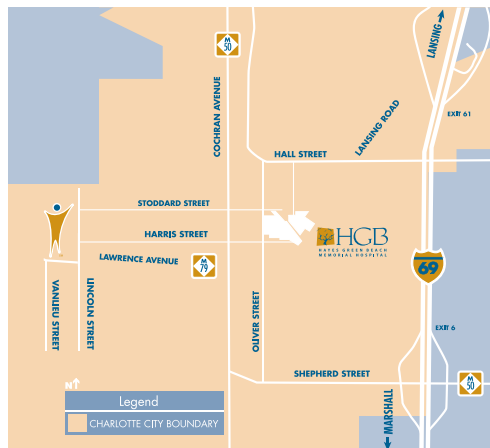 LANSING
M
50
COCHRAN AVENUE
EXIT 61
LANSING ROAD
HALL STREET
STODDARD STREET
HARRIS STREET
HGB
HAYES GREEN BEACH
MEMORIAL HOSPITAL
LAWRENCE AVENUE
M
79
69
VANLIEU STREET
LINCOLN STREET
OLIVER STREET
EXIT 6
SHEPHERD STREET
M
50
N
Legend
CHARLOTTE CITY BOUNDARY
MARSHALL